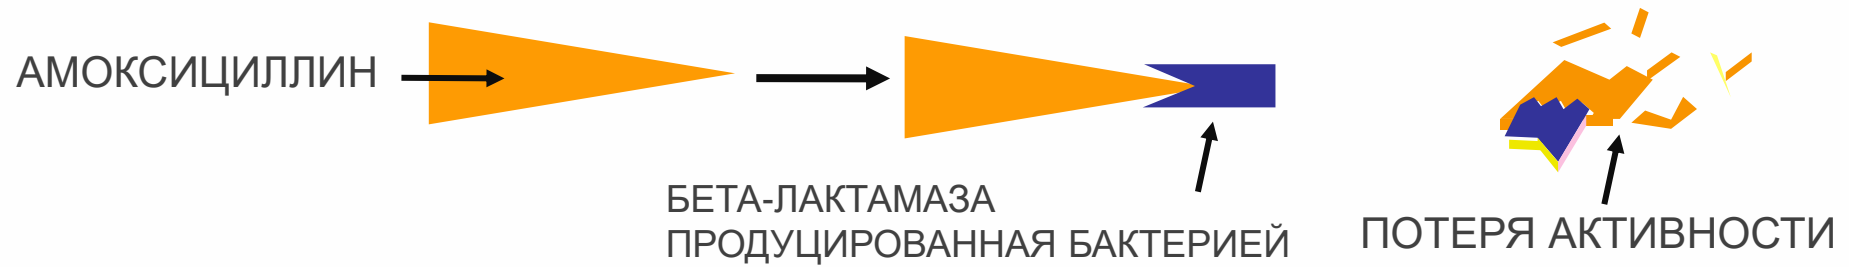 АМОКСИЦИЛЛИН
БЕТА-ЛАКТАМАЗА
ПРОДУЦИРОВАННАЯ БАКТЕРИЕЙ
ПОТЕРЯ АКТИВНОСТИ